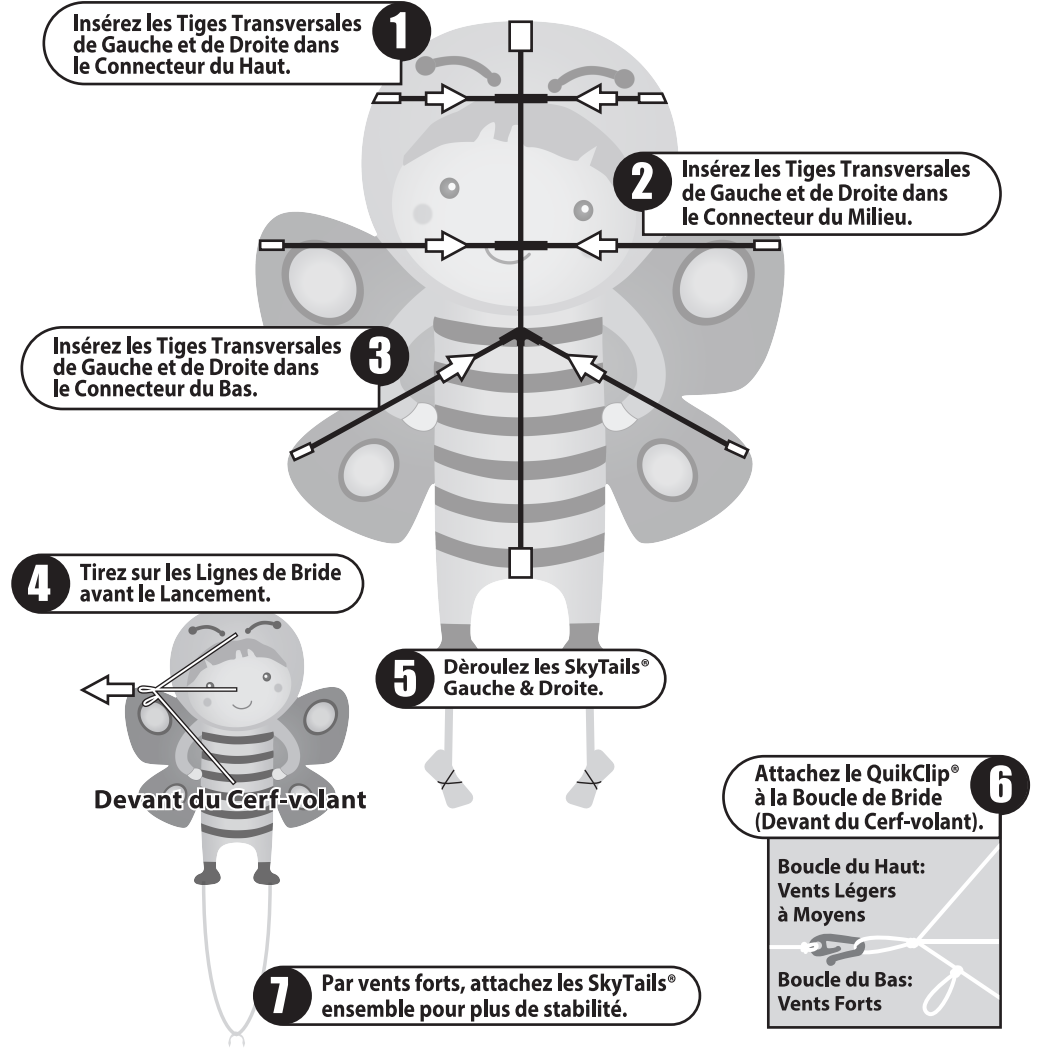 1
Insérez les Tiges Transversales
de Gauche et de Droite dans
le Connecteur du Haut.
2
Insérez les Tiges Transversales
de Gauche et de Droite dans
le Connecteur du Milieu.
3
Insérez les Tiges Transversales
de Gauche et de Droite dans
le Connecteur du Bas.
4
Tirez sur les Lignes de Bride
avant le Lancement.
Devant du Cerf-volant
5
Dèroulez les SkyTails®
Gauche & Droite.
6
Attachez le QuikClip®
à la Boucle de Bride
(Devant du Cerf-volant).
Boucle du Haut:
Vents Légers
à Moyens
Boucle du Bas:
Vents Forts
7
Par vents forts, attachez les SkyTails®
ensemble pour plus de stabilité.